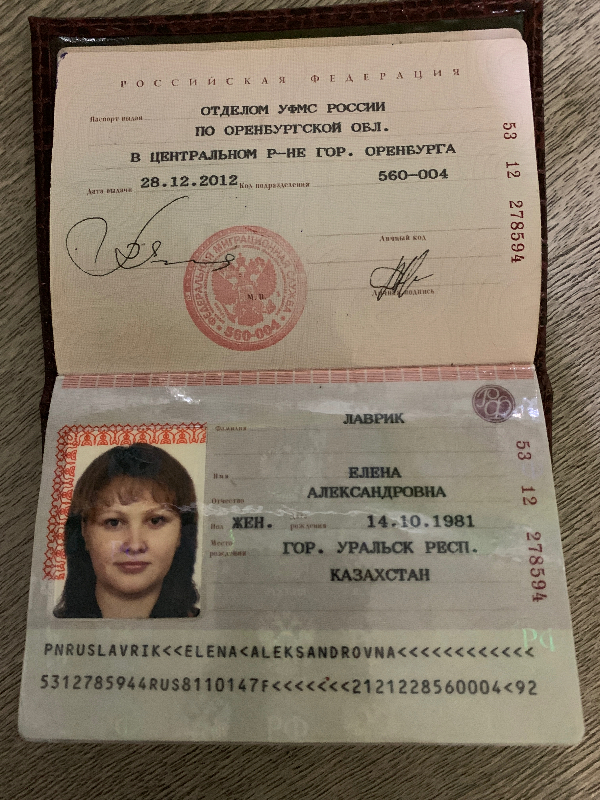 РОССИЙСКАЯ ФЕДЕРАЦИЯ
Паспорт выдан ОТДЕЛОМ УФМС РОССИИ
ПО ОРЕНБУРГСКОЙ ОБЛ.
В ЦЕНТРАЛЬНОМ Р-НЕ ГОР. ОРЕНБУРГА
Дата выдачи 28.12.2012 Код подразделения 560-004
53 12 278594
Личный код
Личная подпись
М.П.
ФЕДЕРАЛЬНАЯ МИГРАЦИОННАЯ СЛУЖБА
560-004
РФ
Фамилия ЛАВРИК
Имя ЕЛЕНА
Отчество АЛЕКСАНДРОВНА
Пол ЖЕН. Дата рождения 14.10.1981
Место рождения ГОР. УРАЛЬСК РЕСП.
КАЗАХСТАН
53 12 278594
РФ
PNRUSLAVRIK<<ELENA<ALEKSANDROVNA<<<<<<<<<<<<
5312785944RUS8110147F<<<<<<<2121228560004<92